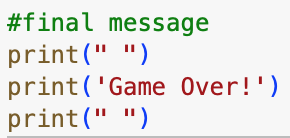 #final message
print(" ")
print('Game Over!')
print(" ")